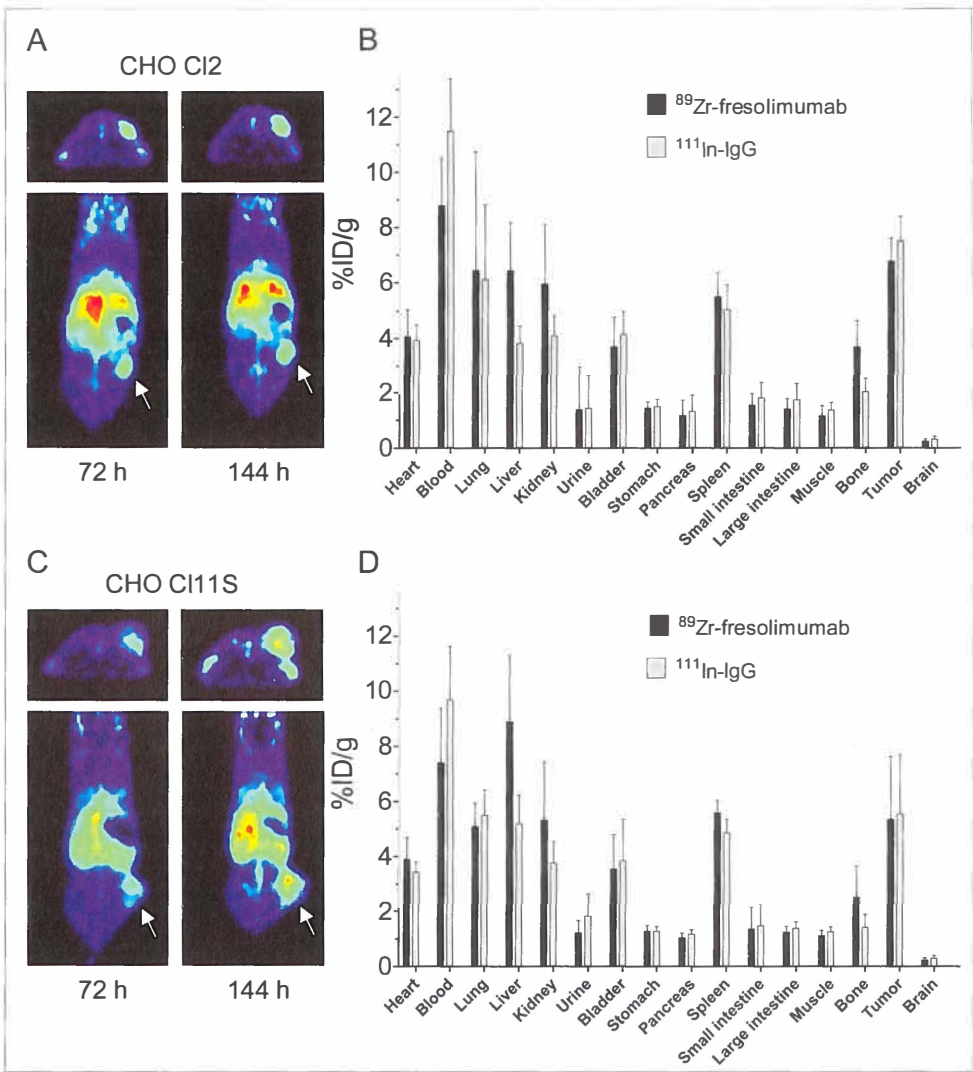 A
CHO Cl2
72 h
144 h
B
%ID/g
12
10
8
6
4
2
0
⁸⁹Zr-fresolimumab
¹¹¹In-IgG
Heart
Blood
Lung
Liver
Kidney
Urine
Bladder
Stomach
Pancreas
Spleen
Small intestine
Large intestine
Muscle
Bone
Tumor
Brain
C
CHO Cl11S
72 h
144 h
D
%ID/g
12
10
8
6
4
2
0
⁸⁹Zr-fresolimumab
¹¹¹In-IgG
Heart
Blood
Lung
Liver
Kidney
Urine
Bladder
Stomach
Pancreas
Spleen
Small intestine
Large intestine
Muscle
Bone
Tumor
Brain